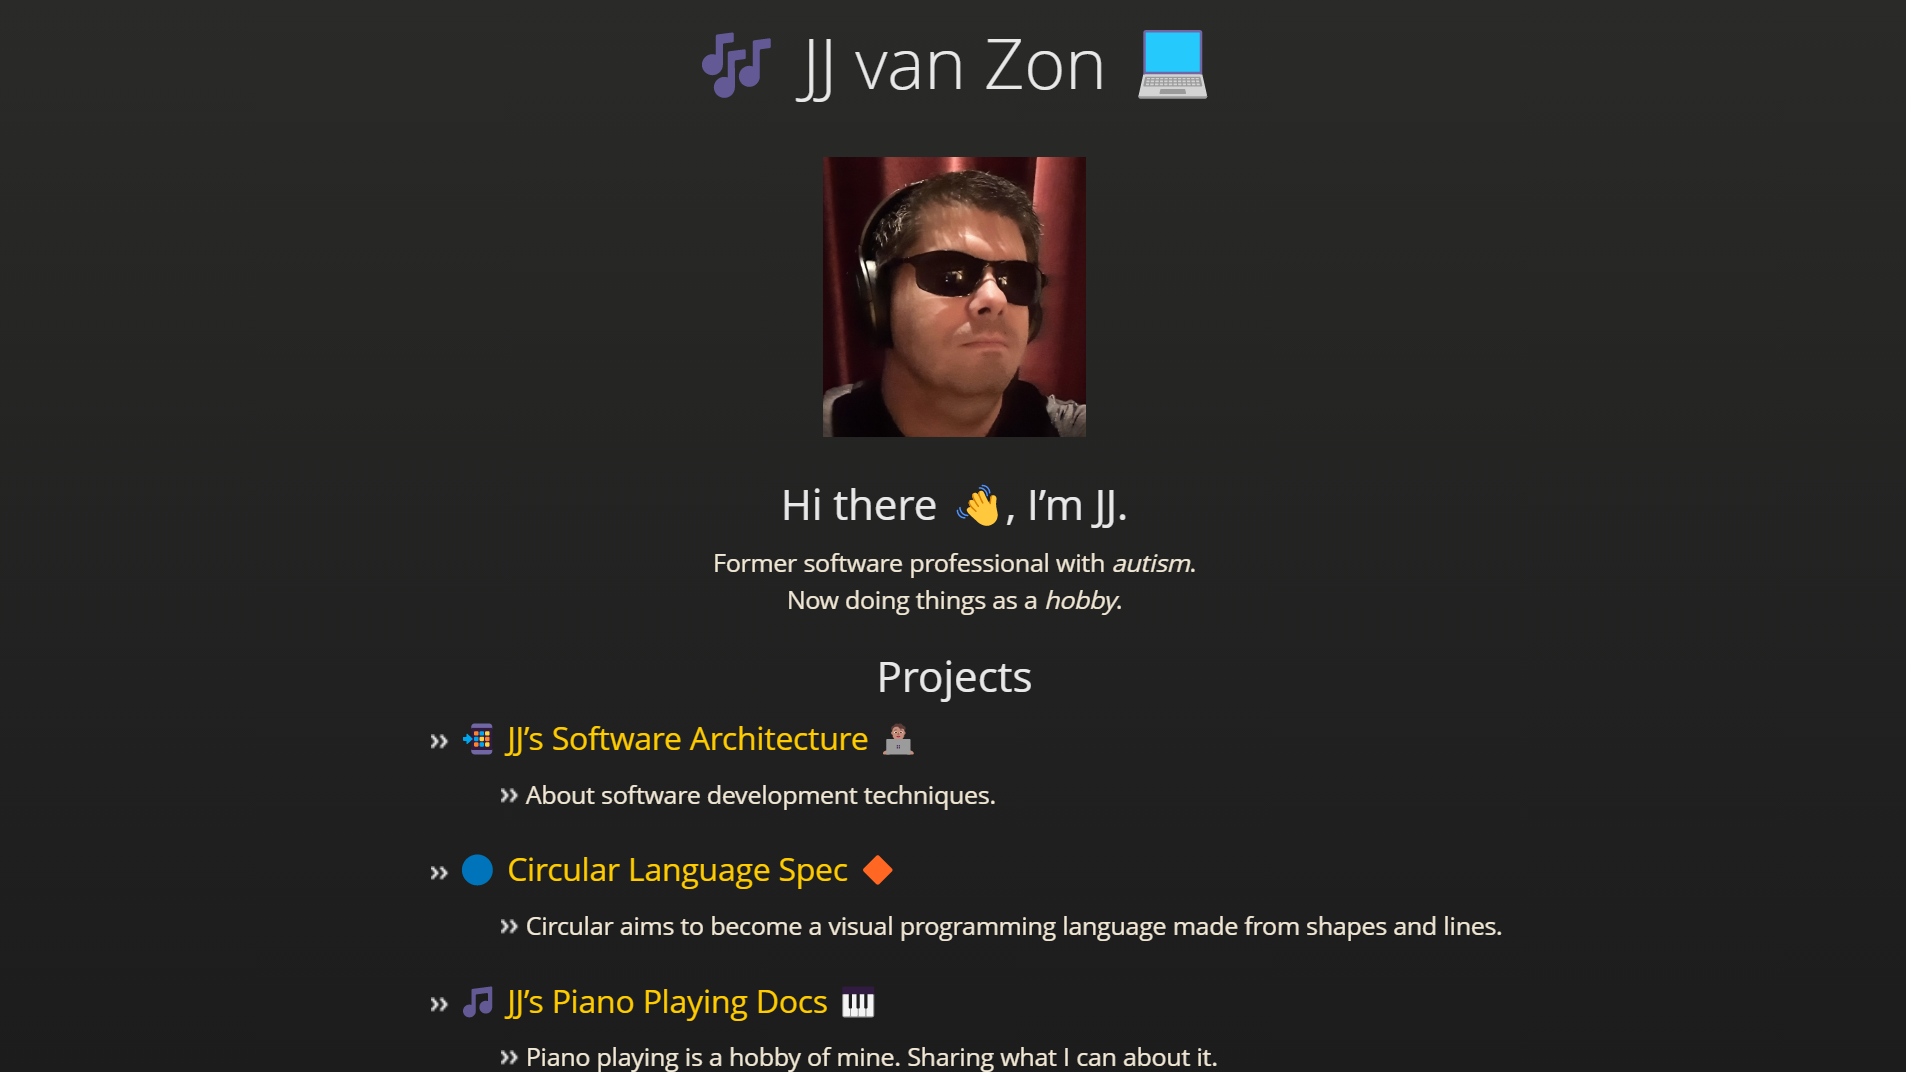 JJ van Zon
Hi there 👋, I’m JJ.
Former software professional with autism.
Now doing things as a hobby.
Projects
» JJ’s Software Architecture
» About software development techniques.
» Circular Language Spec
» Circular aims to become a visual programming language made from shapes and lines.
» JJ’s Piano Playing Docs
» Piano playing is a hobby of mine. Sharing what I can about it.